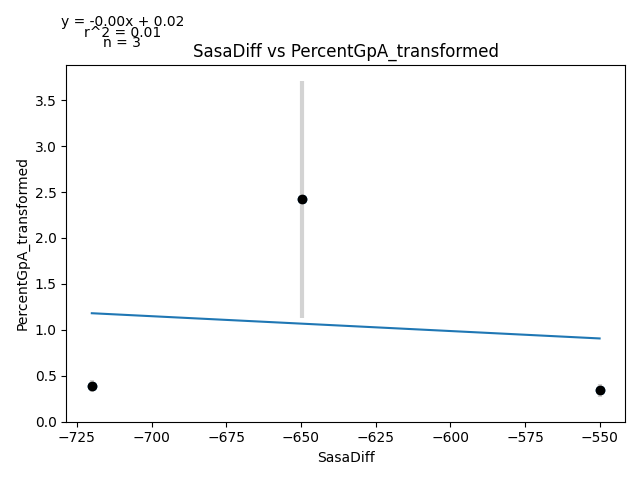 y = -0.00x + 0.02
r^2 = 0.01
n = 3
SasaDiff vs PercentGpA_transformed
PercentGpA_transformed
3.5
3.0
2.5
2.0
1.5
1.0
0.5
0.0
−725
−700
−675
−650
−625
−600
−575
−550
SasaDiff